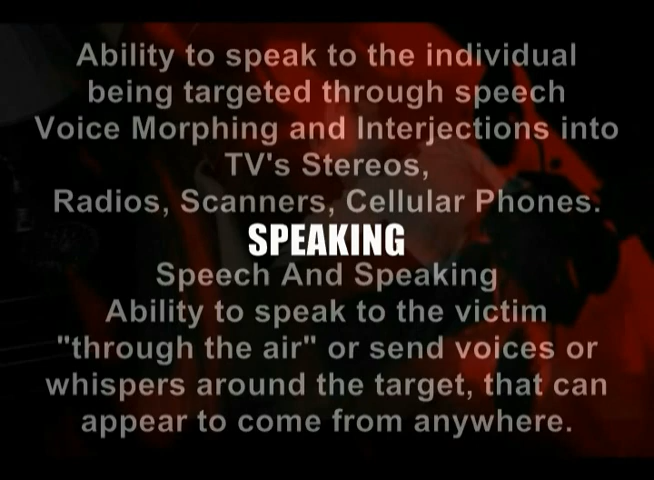 Ability to speak to the individual
being targeted through speech
Voice Morphing and Interjections into
TV's Stereos,
Radios, Scanners, Cellular Phones.
SPEAKING
Speech And Speaking
Ability to speak to the victim
"through the air" or send voices or
whispers around the target, that can
appear to come from anywhere.